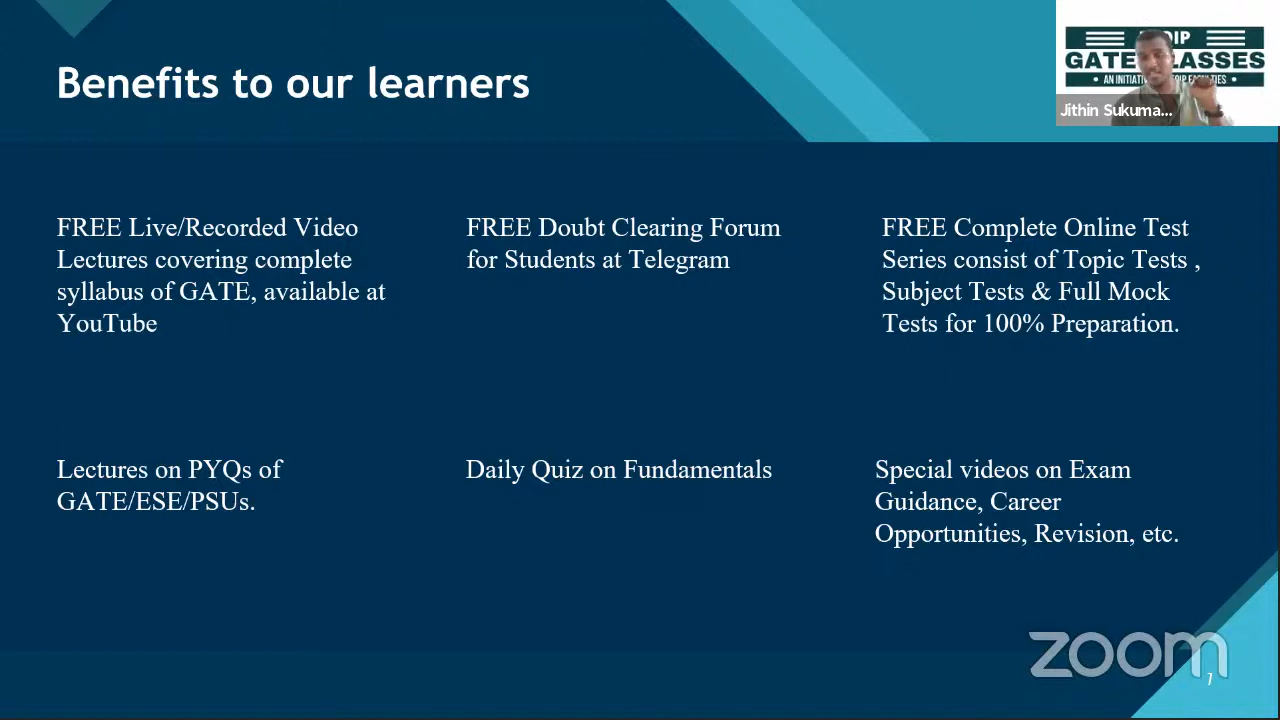 Benefits to our learners
GATE CLASSES
Jithin Sukuma...
FREE Live/Recorded Video
Lectures covering complete
syllabus of GATE, available at
YouTube
FREE Doubt Clearing Forum
for Students at Telegram
FREE Complete Online Test
Series consist of Topic Tests ,
Subject Tests & Full Mock
Tests for 100% Preparation.
Lectures on PYQs of
GATE/ESE/PSUs.
Daily Quiz on Fundamentals
Special videos on Exam
Guidance, Career
Opportunities, Revision, etc.
zoom
7